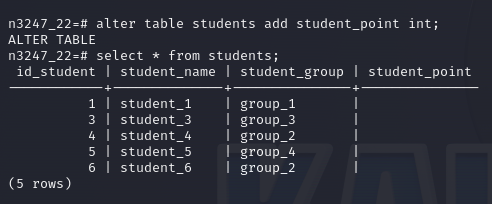 n3247_22=# alter table students add student_point int;
ALTER TABLE
n3247_22=# select * from students;
 id_student | student_name | student_group | student_point
------------+--------------+---------------+---------------
          1 | student_1    | group_1       |
          3 | student_3    | group_3       |
          4 | student_4    | group_2       |
          5 | student_5    | group_4       |
          6 | student_6    | group_2       |
(5 rows)